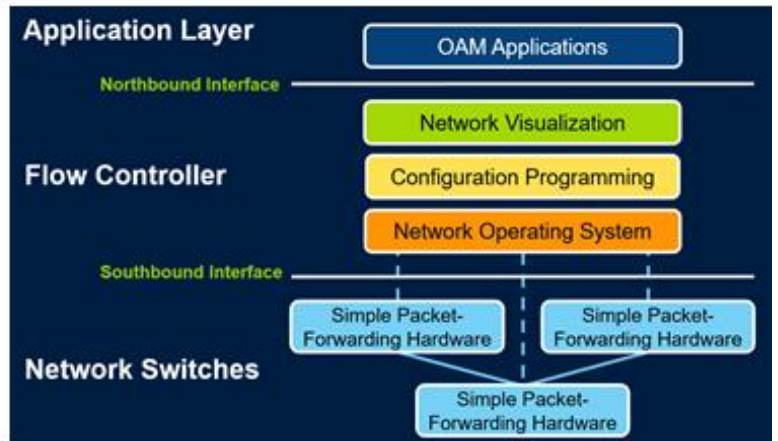 Application Layer
OAM Applications
Northbound Interface
Network Visualization
Flow Controller
Configuration Programming
Network Operating System
Southbound Interface
Simple Packet-
Forwarding Hardware
Simple Packet-
Forwarding Hardware
Network Switches
Simple Packet-
Forwarding Hardware